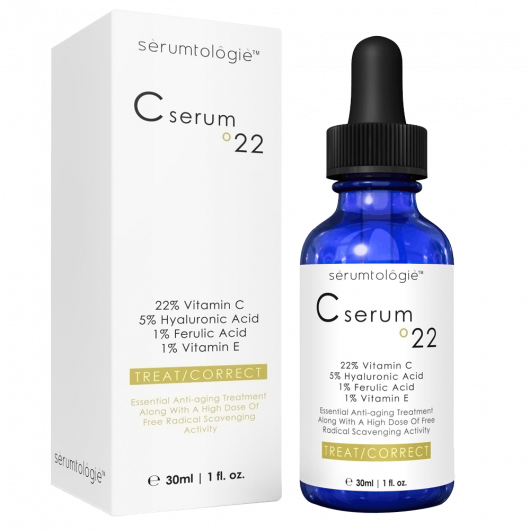 sérumtologie™
C serum
°22
22% Vitamin C
5% Hyaluronic Acid
1% Ferulic Acid
1% Vitamin E
TREAT/CORRECT
Essential Anti-aging Treatment
Along With A High Dose Of
Free Radical Scavenging
Activity
℮ 30ml | 1 fl. oz.
sérumtologie™
sérumtologie™
C serum
°22
22% Vitamin C
5% Hyaluronic Acid
1% Ferulic Acid
1% Vitamin E
Essential Anti-aging Treatment
Along With A High Dose Of Free
Radical Scavenging Activity
TREAT/CORRECT
℮ 30ml | 1 fl. oz.